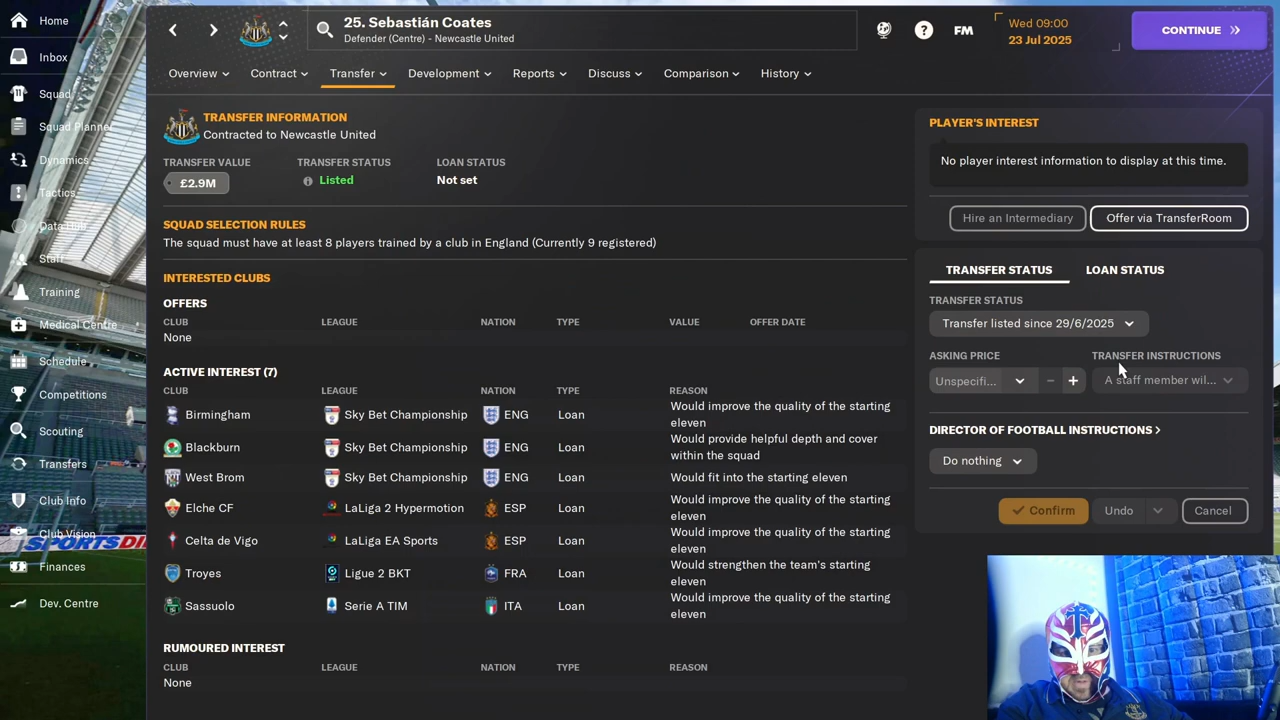 Home
25. Sebastián Coates
Defender (Centre) - Newcastle United
?
FM
Wed 09:00
23 Jul 2025
CONTINUE
Inbox
Squad
Squad Planner
Dynamics
Tactics
Data Hub
Staff
Training
Medical Centre
Schedule
Competitions
Scouting
Transfers
Club Info
Club Vision
Finances
Dev. Centre
Overview
Contract
Transfer
Development
Reports
Discuss
Comparison
History
TRANSFER INFORMATION
Contracted to Newcastle United
TRANSFER VALUE TRANSFER STATUS LOAN STATUS
£2.9M Listed Not set
SQUAD SELECTION RULES
The squad must have at least 8 players trained by a club in England (Currently 9 registered)
INTERESTED CLUBS
OFFERS
CLUB LEAGUE NATION TYPE VALUE OFFER DATE
None
ACTIVE INTEREST (7)
CLUB LEAGUE NATION TYPE REASON
Birmingham Sky Bet Championship ENG Loan Would improve the quality of the starting
eleven
Blackburn Sky Bet Championship ENG Loan Would provide helpful depth and cover
within the squad
West Brom Sky Bet Championship ENG Loan Would fit into the starting eleven
Elche CF LaLiga 2 Hypermotion ESP Loan Would improve the quality of the starting
eleven
Celta de Vigo LaLiga EA Sports ESP Loan Would improve the quality of the starting
eleven
Troyes Ligue 2 BKT FRA Loan Would strengthen the team's starting
eleven
Sassuolo Serie A TIM ITA Loan Would improve the quality of the starting
eleven
RUMOURED INTEREST
CLUB LEAGUE NATION TYPE REASON
None
PLAYER'S INTEREST
No player interest information to display at this time.
Hire an Intermediary Offer via TransferRoom
TRANSFER STATUS LOAN STATUS
TRANSFER STATUS
Transfer listed since 29/6/2025
ASKING PRICE TRANSFER INSTRUCTIONS
Unspecifi... - + A staff member wil...
DIRECTOR OF FOOTBALL INSTRUCTIONS >
Do nothing
Confirm Undo Cancel
SPORTS DI